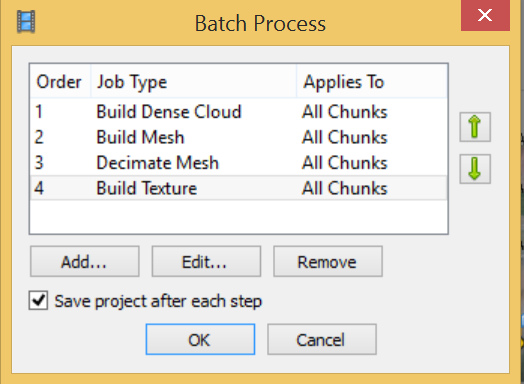 Batch Process
Order Job Type Applies To
1 Build Dense Cloud All Chunks
2 Build Mesh All Chunks
3 Decimate Mesh All Chunks
4 Build Texture All Chunks
Add... Edit... Remove
Save project after each step
OK Cancel